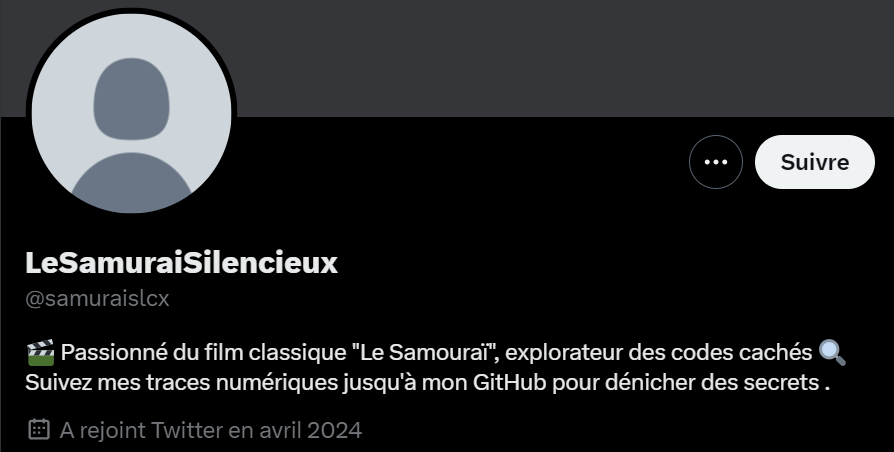 Suivre
LeSamuraiSilencieux
@samuraislcx
🎬 Passionné du film classique "Le Samouraï", explorateur des codes cachés 🔍
Suivez mes traces numériques jusqu'à mon GitHub pour dénicher des secrets .
A rejoint Twitter en avril 2024